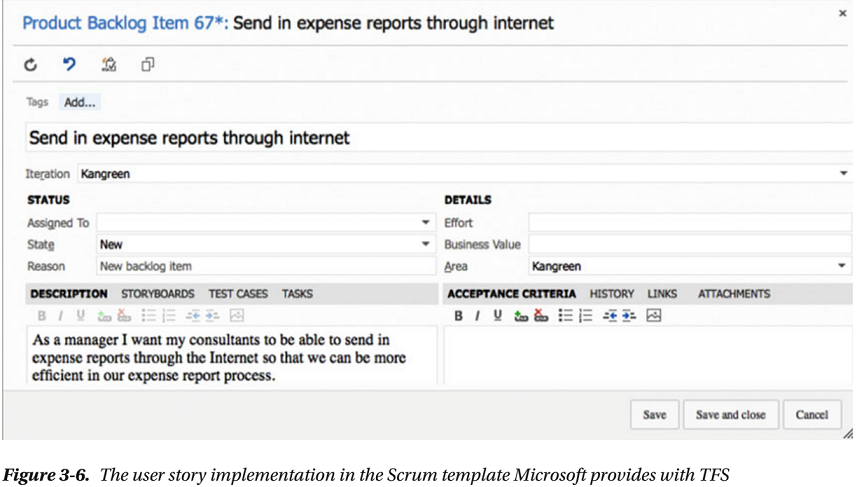 Product Backlog Item 67*: Send in expense reports through internet
Tags Add...
Send in expense reports through internet
Iteration Kangreen
STATUS
Assigned To
State New
Reason New backlog item
DETAILS
Effort
Business Value
Area Kangreen
DESCRIPTION STORYBOARDS TEST CASES TASKS
B I U
As a manager I want my consultants to be able to send in
expense reports through the Internet so that we can be more
efficient in our expense report process.
ACCEPTANCE CRITERIA HISTORY LINKS ATTACHMENTS
B I U
Save Save and close Cancel
Figure 3-6. The user story implementation in the Scrum template Microsoft provides with TFS